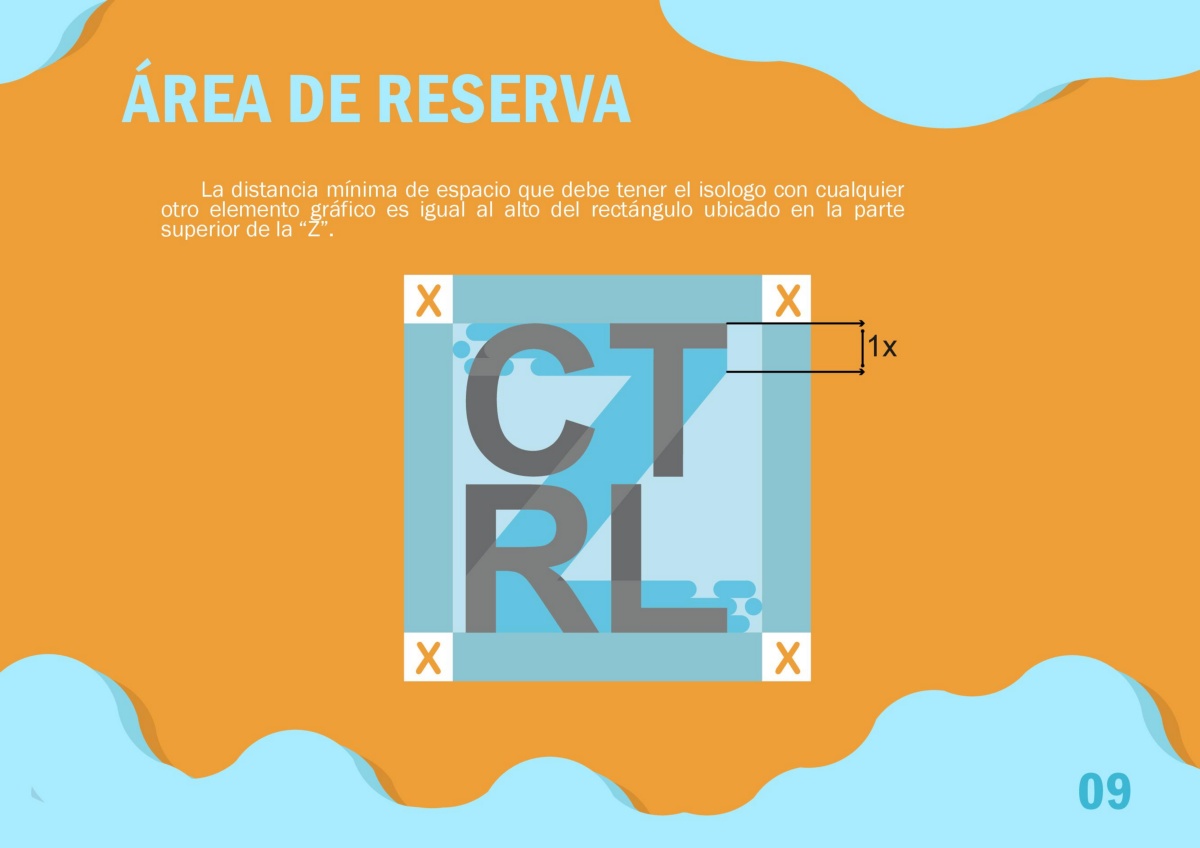 ÁREA DE RESERVA
La distancia mínima de espacio que debe tener el isologo con cualquier
otro elemento gráfico es igual al alto del rectángulo ubicado en la parte
superior de la “Z”.
X X
CT
1x
RL
X X
09